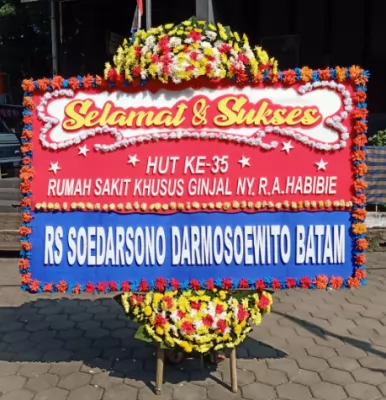 Selamat & Sukses
HUT KE-35
RUMAH SAKIT KHUSUS GINJAL NY. R.A.HABIBIE
RS SOEDARSONO DARMOSOEWITO BATAM